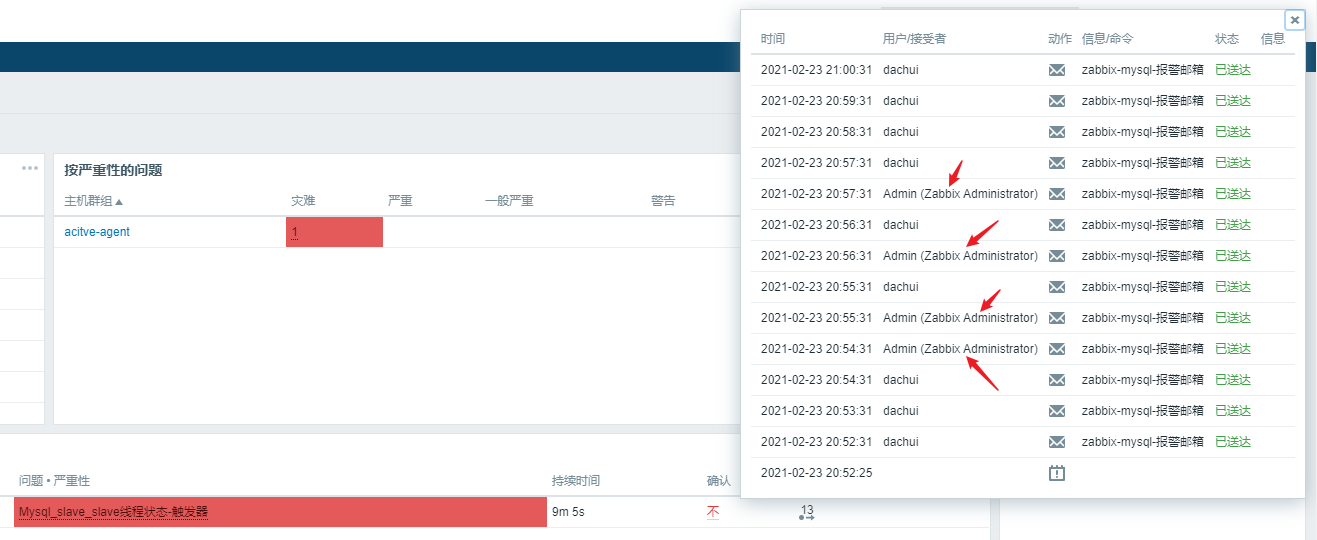 时间 用户/接受者 动作 信息/命令 状态 信息
2021-02-23 21:00:31 dachui zabbix-mysql-报警邮箱 已送达
2021-02-23 20:59:31 dachui zabbix-mysql-报警邮箱 已送达
2021-02-23 20:58:31 dachui zabbix-mysql-报警邮箱 已送达
2021-02-23 20:57:31 dachui zabbix-mysql-报警邮箱 已送达
2021-02-23 20:57:31 Admin (Zabbix Administrator) zabbix-mysql-报警邮箱 已送达
2021-02-23 20:56:31 dachui zabbix-mysql-报警邮箱 已送达
2021-02-23 20:56:31 Admin (Zabbix Administrator) zabbix-mysql-报警邮箱 已送达
2021-02-23 20:55:31 dachui zabbix-mysql-报警邮箱 已送达
2021-02-23 20:55:31 Admin (Zabbix Administrator) zabbix-mysql-报警邮箱 已送达
2021-02-23 20:54:31 Admin (Zabbix Administrator) zabbix-mysql-报警邮箱 已送达
2021-02-23 20:54:31 dachui zabbix-mysql-报警邮箱 已送达
2021-02-23 20:53:31 dachui zabbix-mysql-报警邮箱 已送达
2021-02-23 20:52:31 dachui zabbix-mysql-报警邮箱 已送达
2021-02-23 20:52:25
按严重性的问题
主机群组 灾难 严重 一般严重 警告
acitve-agent 1
问题 • 严重性 持续时间 确认
Mysql_slave_slave线程状态-触发器 9m 5s 不 13